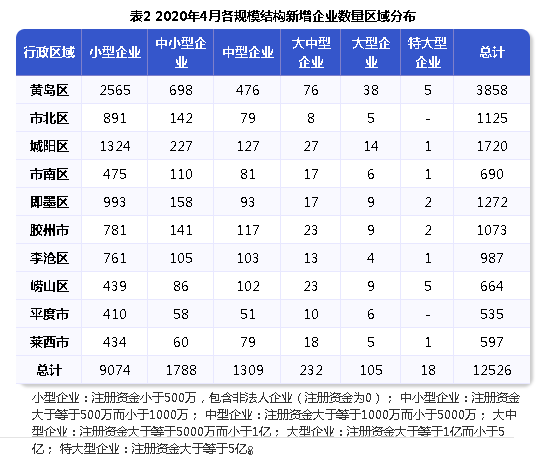 表2 2020年4月各规模结构新增企业数量区域分布
行政区域 小型企业 中小型企业 中型企业 大中型企业 大型企业 特大型企业 总计
黄岛区 2565 698 476 76 38 5 3858
市北区 891 142 79 8 5 - 1125
城阳区 1324 227 127 27 14 1 1720
市南区 475 110 81 17 6 1 690
即墨区 993 158 93 17 9 2 1272
胶州市 781 141 117 23 9 2 1073
李沧区 761 105 103 13 4 1 987
崂山区 439 86 102 23 9 5 664
平度市 410 58 51 10 6 - 535
莱西市 434 60 79 18 5 1 597
总计 9074 1788 1309 232 105 18 12526
小型企业：注册资金小于500万，包含非法人企业（注册资金为0）； 中小型企业：注册资金
大于等于500万而小于1000万； 中型企业：注册资金大于等于1000万而小于5000万； 大中
型企业：注册资金大于等于5000万而小于1亿； 大型企业：注册资金大于等于1亿而小于5
亿； 特大型企业：注册资金大于等于5亿。